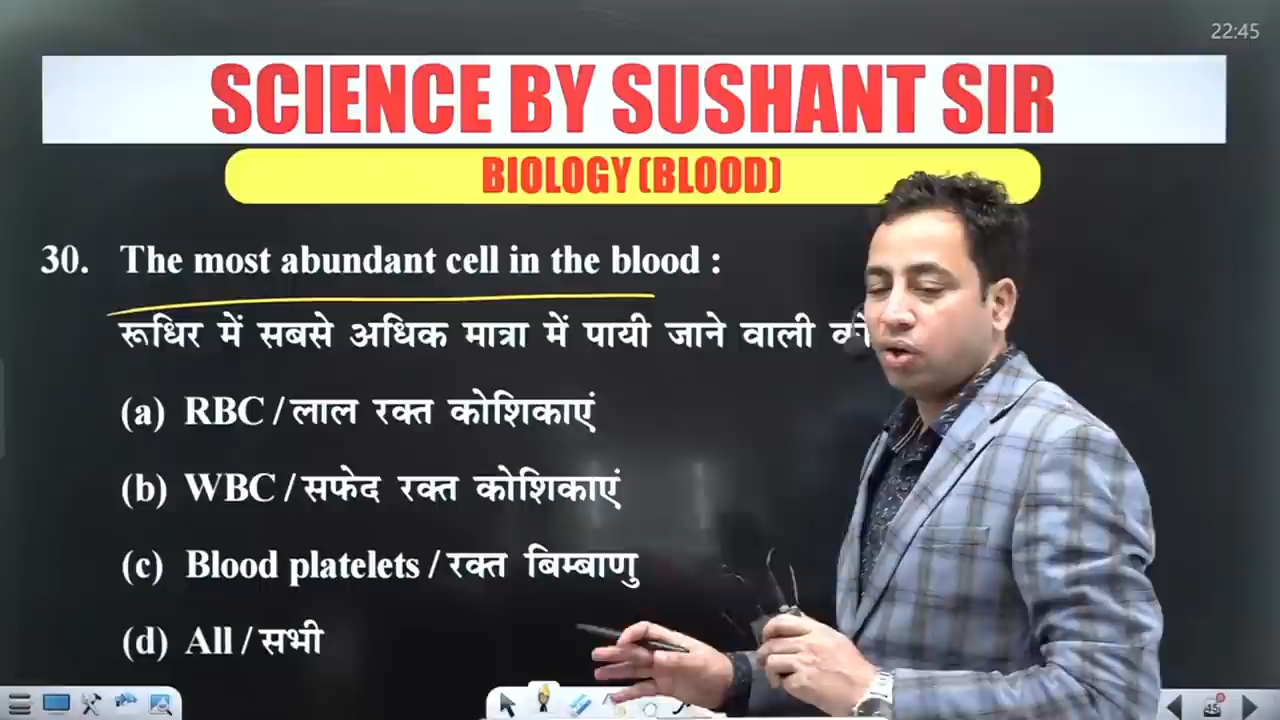 22:45
SCIENCE BY SUSHANT SIR
BIOLOGY (BLOOD)
30. The most abundant cell in the blood :
रूधिर में सबसे अधिक मात्रा में पायी जाने वाली
(a) RBC / लाल रक्त कोशिकाएं
(b) WBC / सफेद रक्त कोशिकाएं
(c) Blood platelets / रक्त बिम्बाणु
(d) All / सभी
45